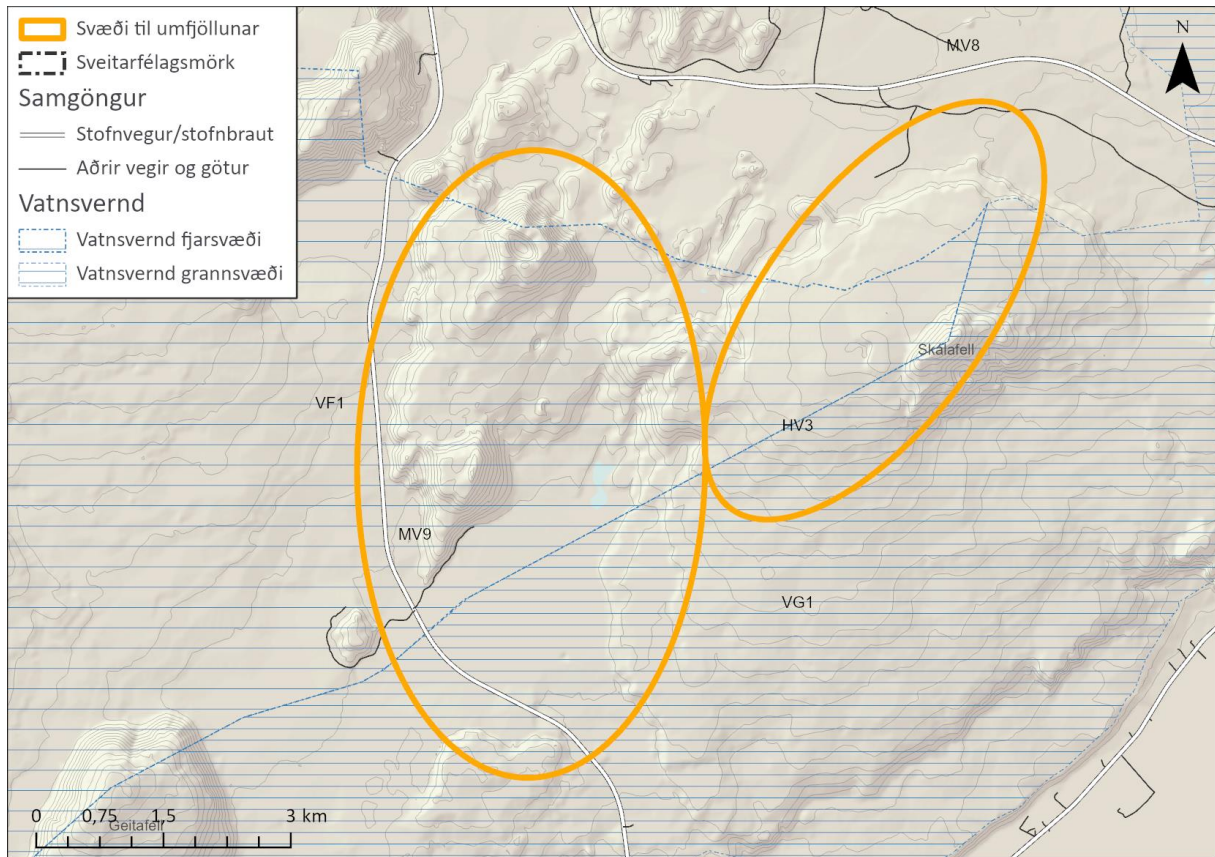 Svæði til umfjöllunar
Sveitarfélagsmörk
Samgöngur
Stofnvegur/stofnbraut
Aðrir vegir og götur
Vatnsvernd
Vatnsvernd fjarsvæði
Vatnsvernd grannsvæði
MV8
N
Skálafell
VF1
HV3
MV9
VG1
0 0,75 1,5 3 km
Geitafell